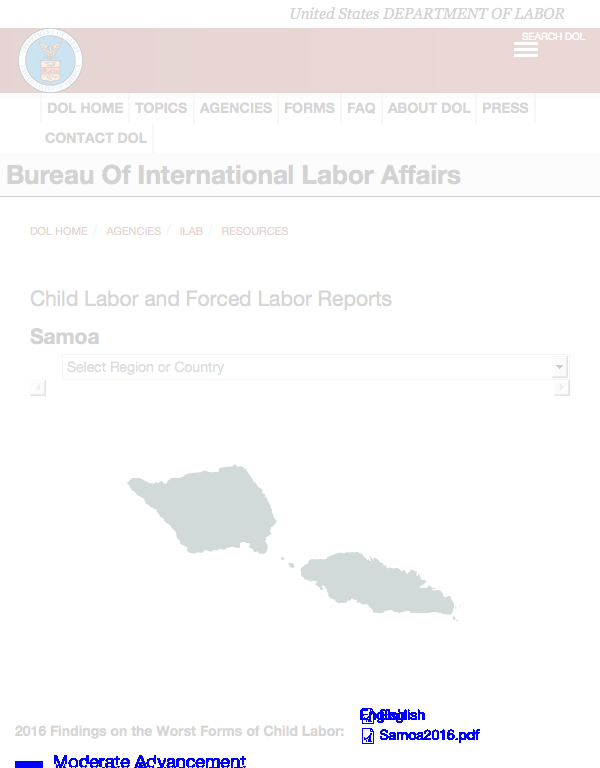 United States DEPARTMENT OF LABOR
SEARCH DOL
DOL HOME TOPICS AGENCIES FORMS FAQ ABOUT DOL PRESS
CONTACT DOL
Bureau Of International Labor Affairs
DOL HOME / AGENCIES / ILAB / RESOURCES
Child Labor and Forced Labor Reports
Samoa
Select Region or Country
English
2016 Findings on the Worst Forms of Child Labor:
Samoa2016.pdf
Moderate Advancement